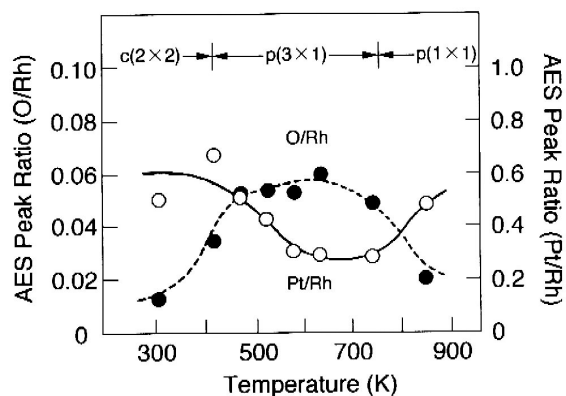 c(2×2) p(3×1) p(1×1)
AES Peak Ratio (O/Rh)
0.10
0.08
0.06
0.04
0.02
0
O/Rh
Pt/Rh
1.0
0.8
0.6
0.4
0.2
0
AES Peak Ratio (Pt/Rh)
300 500 700 900
Temperature (K)